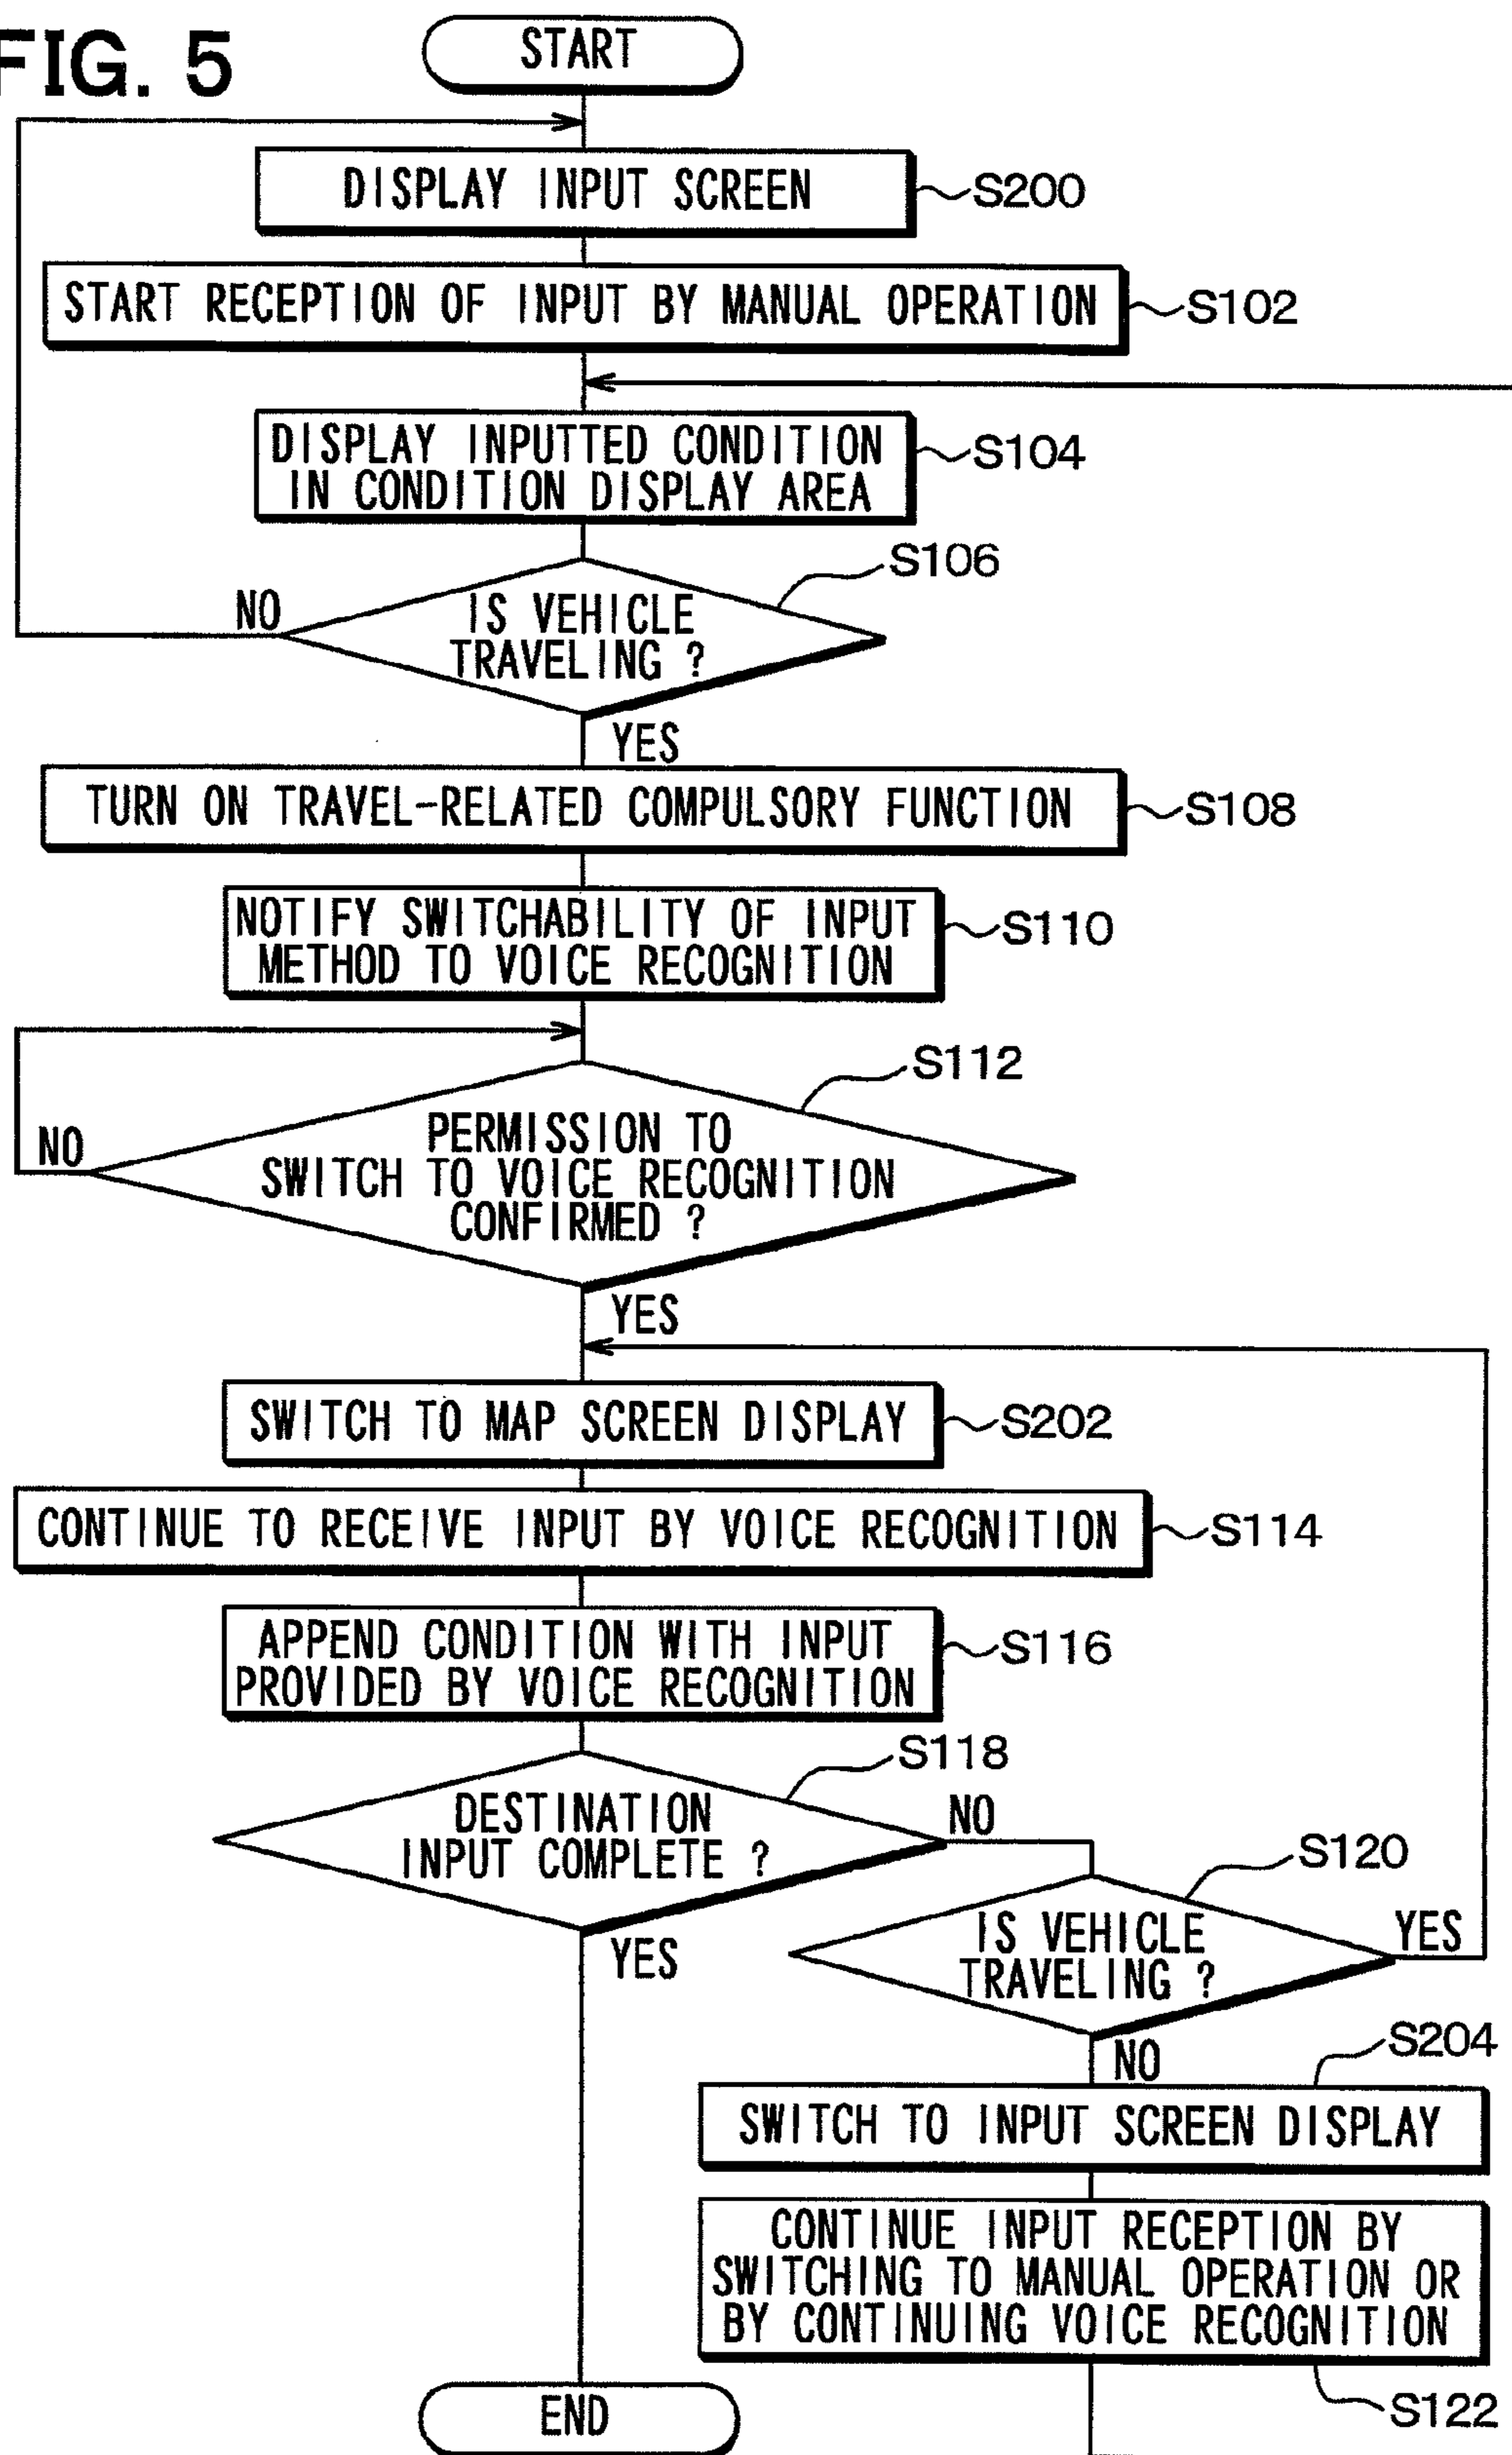 FIG. 5
START
DISPLAY INPUT SCREEN
S200
START RECEPTION OF INPUT BY MANUAL OPERATION
S102
DISPLAY INPUTTED CONDITION
IN CONDITION DISPLAY AREA
S104
S106
NO
IS VEHICLE
TRAVELING ?
YES
TURN ON TRAVEL-RELATED COMPULSORY FUNCTION
S108
NOTIFY SWITCHABILITY OF INPUT
METHOD TO VOICE RECOGNITION
S110
S112
NO
PERMISSION TO
SWITCH TO VOICE RECOGNITION
CONFIRMED ?
YES
SWITCH TO MAP SCREEN DISPLAY
S202
CONTINUE TO RECEIVE INPUT BY VOICE RECOGNITION
S114
APPEND CONDITION WITH INPUT
PROVIDED BY VOICE RECOGNITION
S116
S118
DESTINATION
INPUT COMPLETE ?
NO
YES
S120
IS VEHICLE
TRAVELING ?
YES
NO
S204
SWITCH TO INPUT SCREEN DISPLAY
CONTINUE INPUT RECEPTION BY
SWITCHING TO MANUAL OPERATION OR
BY CONTINUING VOICE RECOGNITION
S122
END